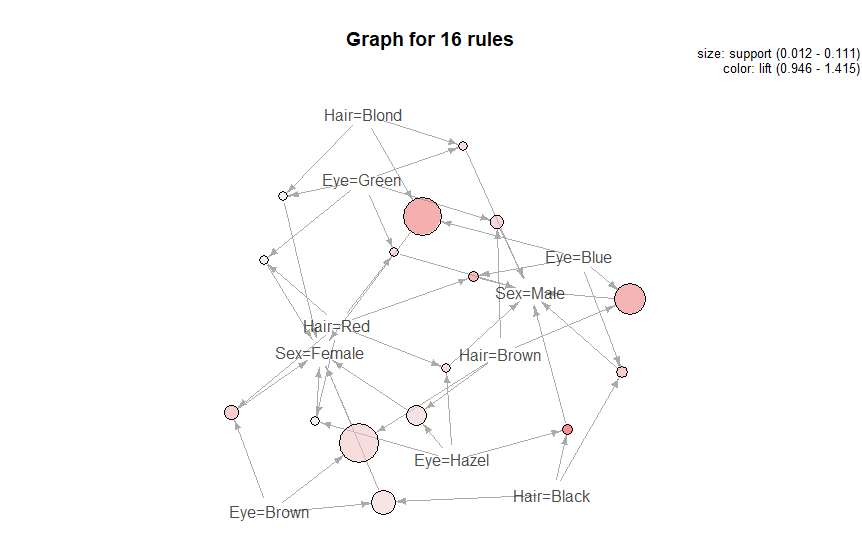 Graph for 16 rules
size: support (0.012 - 0.111)
color: lift (0.946 - 1.415)
Hair=Blond
Eye=Green
Eye=Blue
Sex=Male
Hair=Red
Sex=Female
Hair=Brown
Eye=Hazel
Hair=Black
Eye=Brown